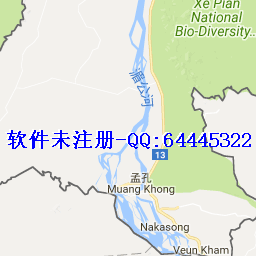 Xe Pian
National
Bio-Diversity...
湄公河
软件未注册-QQ:64445322
13
孟孔
Muang Khong
Nakasong
Veun Kham